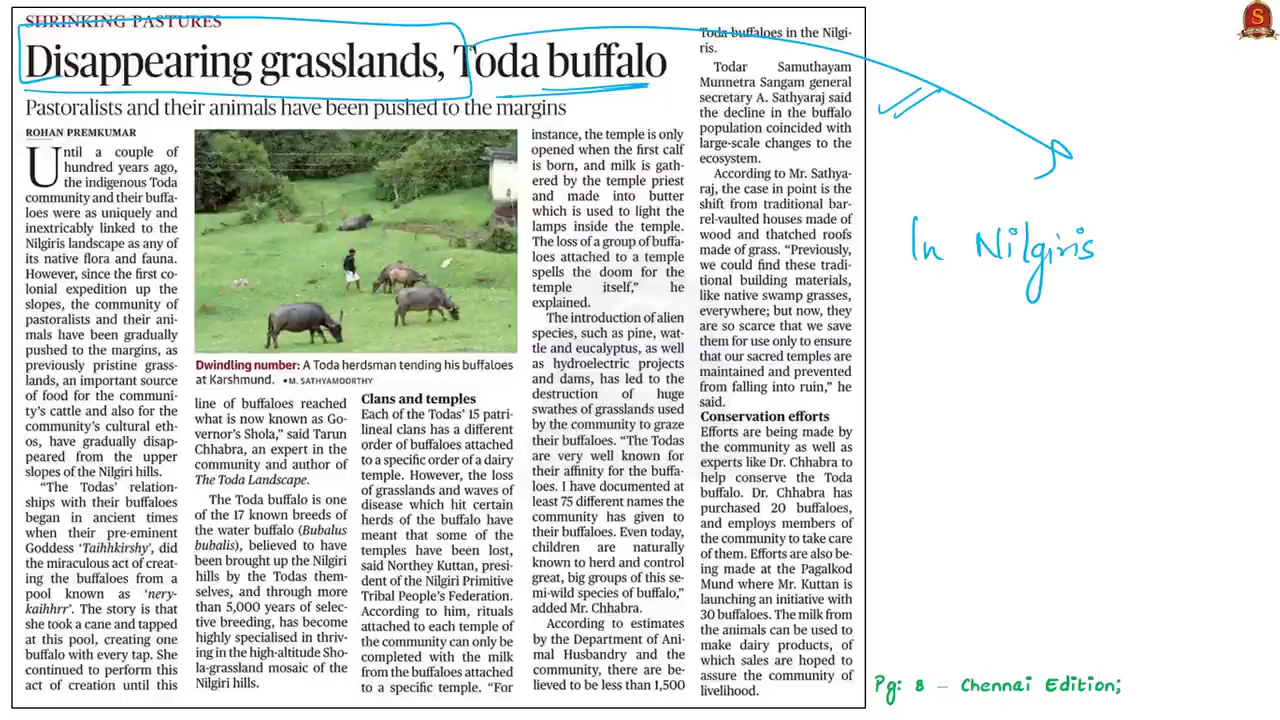 SHRINKING PASTURES
Disappearing grasslands, Toda buffalo
Pastoralists and their animals have been pushed to the margins
ROHAN PREMKUMAR
Until a couple of
hundred years ago,
the indigenous Toda
community and their buffa-
loes were as uniquely and
inextricably linked to the
Nilgiris landscape as any of
its native flora and fauna.
However, since the first co-
lonial expedition up the
slopes, the community of
pastoralists and their ani-
mals have been gradually
pushed to the margins, as
previously pristine grass-
lands, an important source
of food for the communi-
ty's cattle and also for the
community's cultural eth-
os, have gradually disap-
peared from the upper
slopes of the Nilgiri hills.
"The Todas' relation-
ships with their buffaloes
began in ancient times
when their pre-eminent
Goddess 'Taihhkirshy', did
the miraculous act of creat-
ing the buffaloes from a
pool known as 'nery-
kaihhrr'. The story is that
she took a cane and tapped
at this pool, creating one
buffalo with every tap. She
continued to perform this
act of creation until this
Dwindling number: A Toda herdsman tending his buffaloes
at Karshmund. •M. SATHYAMOORTHY
line of buffaloes reached
what is now known as Go-
vernor's Shola," said Tarun
Chhabra, an expert in the
community and author of
The Toda Landscape.
The Toda buffalo is one
of the 17 known breeds of
the water buffalo (Bubalus
bubalis), believed to have
been brought up the Nilgiri
hills by the Todas them-
selves, and through more
than 5,000 years of selec-
tive breeding, has become
highly specialised in thriv-
ing in the high-altitude Sho-
la-grassland mosaic of the
Nilgiri hills.
Clans and temples
Each of the Todas' 15 patri-
lineal clans has a different
order of buffaloes attached
to a specific order of a dairy
temple. However, the loss
of grasslands and waves of
disease which hit certain
herds of the buffalo have
meant that some of the
temples have been lost,
said Northey Kuttan, presi-
dent of the Nilgiri Primitive
Tribal People's Federation.
According to him, rituals
attached to each temple of
the community can only be
completed with the milk
from the buffaloes attached
to a specific temple. "For
instance, the temple is only
opened when the first calf
is born, and milk is gath-
ered by the temple priest
and made into butter
which is used to light the
lamps inside the temple.
The loss of a group of buffa-
loes attached to a temple
spells the doom for the
temple itself," he
explained.
The introduction of alien
species, such as pine, wat-
tle and eucalyptus, as well
as hydroelectric projects
and dams, has led to the
destruction of huge
swathes of grasslands used
by the community to graze
their buffaloes. "The Todas
are very well known for
their affinity for the buffa-
loes. I have documented at
least 75 different names the
community has given to
their buffaloes. Even today,
children are naturally
known to herd and control
great, big groups of this se-
mi-wild species of buffalo,"
added Mr. Chhabra.
According to estimates
by the Department of Ani-
mal Husbandry and the
community, there are be-
lieved to be less than 1,500
Toda buffaloes in the Nilgi-
ris.
Todar Samuthayam
Munnetra Sangam general
secretary A. Sathyaraj said
the decline in the buffalo
population coincided with
large-scale changes to the
ecosystem.
According to Mr. Sathya-
raj, the case in point is the
shift from traditional bar-
rel-vaulted houses made of
wood and thatched roofs
made of grass. "Previously,
we could find these tradi-
tional building materials,
like native swamp grasses,
everywhere; but now, they
are so scarce that we save
them for use only to ensure
that our sacred temples are
maintained and prevented
from falling into ruin," he
said.
Conservation efforts
Efforts are being made by
the community as well as
experts like Dr. Chhabra to
help conserve the Toda
buffalo. Dr. Chhabra has
purchased 20 buffaloes,
and employs members of
the community to take care
of them. Efforts are also be-
ing made at the Pagalkod
Mund where Mr. Kuttan is
launching an initiative with
30 buffaloes. The milk from
the animals can be used to
make dairy products, of
which sales are hoped to
assure the community of
livelihood.
In Nilgiris
Pg: 8 – Chennai Edition;
S